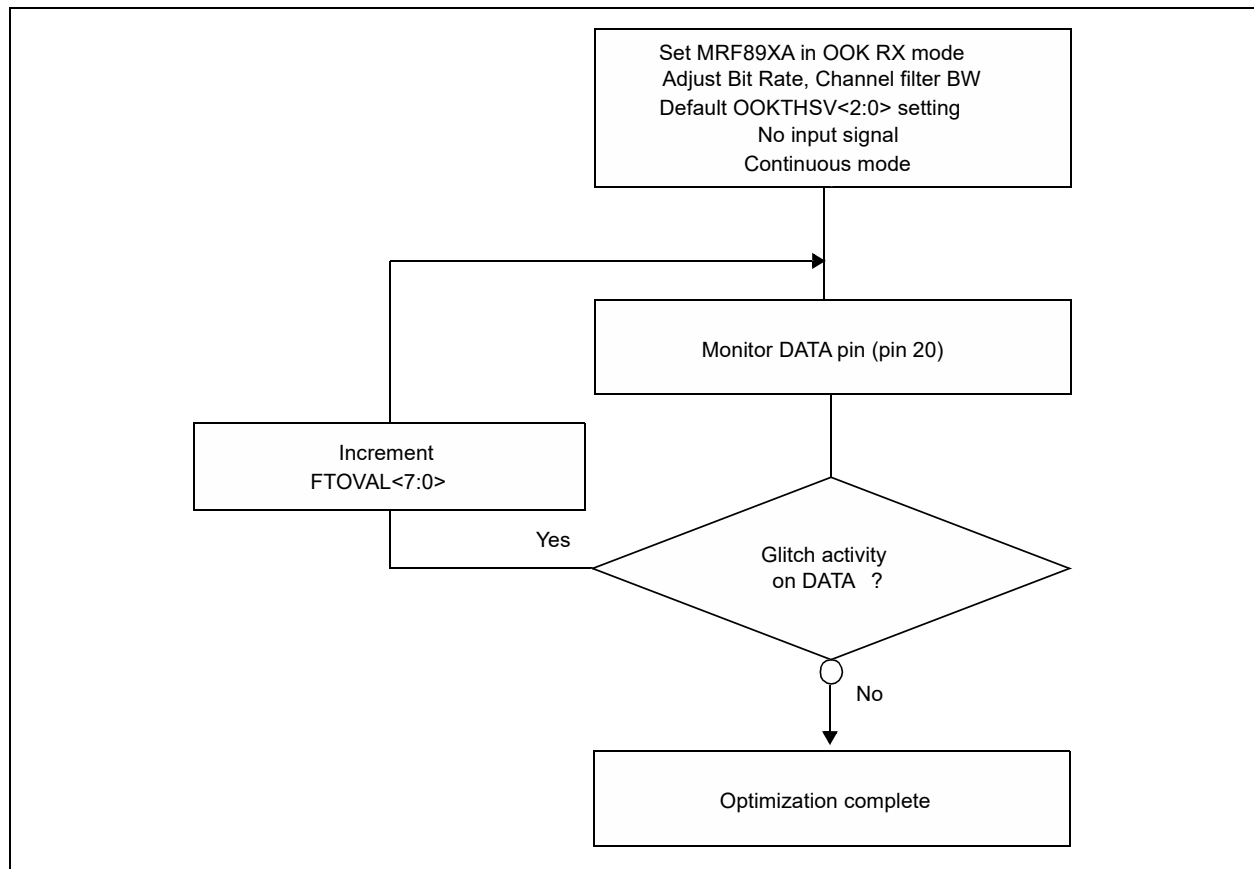 Set MRF89XA in OOK RX mode
Adjust Bit Rate, Channel filter BW
Default OOKTHSV<2:0> setting
No input signal
Continuous mode
Monitor DATA pin (pin 20)
Increment
FTOVAL<7:0>
Yes
Glitch activity
on DATA ?
No
Optimization complete